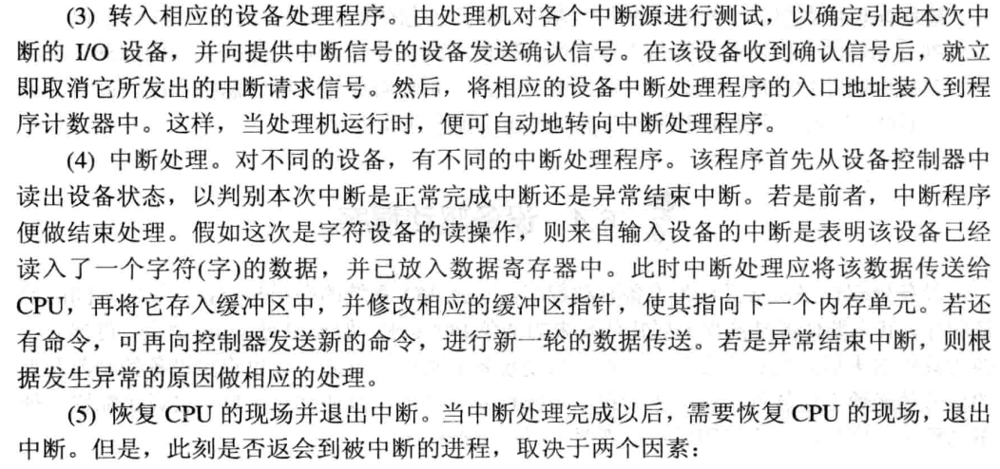 (3) 转入相应的设备处理程序。由处理机对各个中断源进行测试，以确定引起本次中
断的 I/O 设备，并向提供中断信号的设备发送确认信号。在该设备收到确认信号后，就立
即取消它所发出的中断请求信号。然后，将相应的设备中断处理程序的入口地址装入到程
序计数器中。这样，当处理机运行时，便可自动地转向中断处理程序。
(4) 中断处理。对不同的设备，有不同的中断处理程序。该程序首先从设备控制器中
读出设备状态，以判别本次中断是正常完成中断还是异常结束中断。若是前者，中断程序
便做结束处理。假如这次是字符设备的读操作，则来自输入设备的中断是表明该设备已经
读入了一个字符(字)的数据，并已放入数据寄存器中。此时中断处理应将该数据传送给
CPU，再将它存入缓冲区中，并修改相应的缓冲区指针，使其指向下一个内存单元。若还
有命令，可再向控制器发送新的命令，进行新一轮的数据传送。若是异常结束中断，则根
据发生异常的原因做相应的处理。
(5) 恢复 CPU 的现场并退出中断。当中断处理完成以后，需要恢复 CPU 的现场，退出
中断。但是，此刻是否返会到被中断的进程，取决于两个因素：